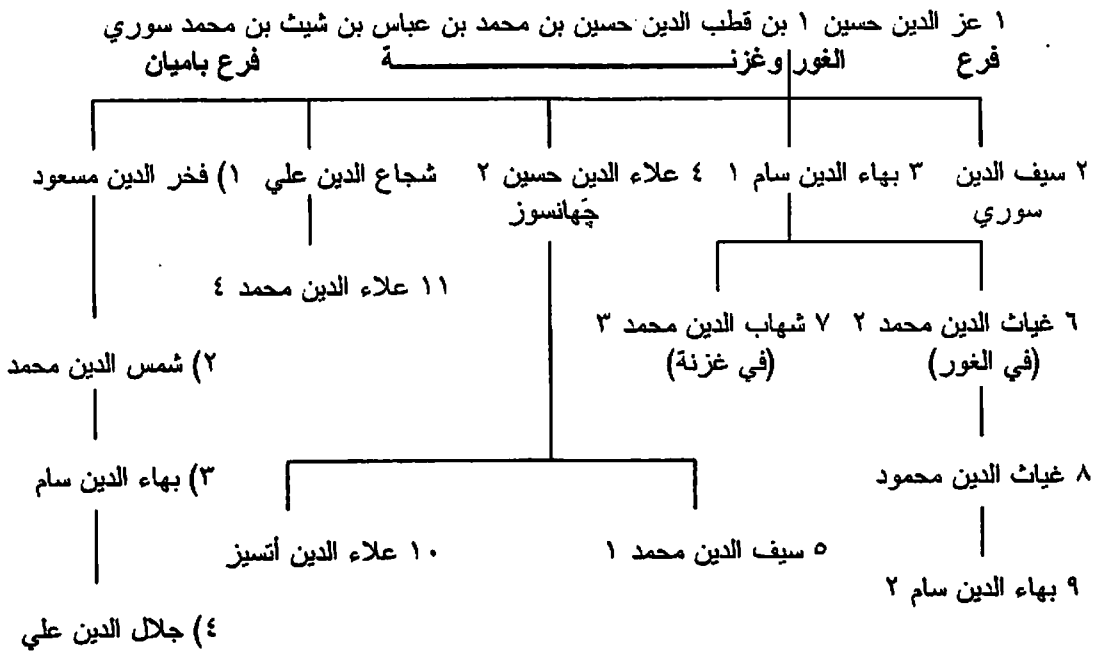 ١ عز الدين حسين ١ بن قطب الدين حسين بن محمد بن عباس بن شيث بن محمد سوري
فرع الغور وغزنــــــــــــــة فرع باميان
٢ سيف الدين سوري
٣ بهاء الدين سام ١
٤ علاء الدين حسين ٢ چَهانسوز
شجاع الدين علي
١) فخر الدين مسعود
١١ علاء الدين محمد ٤
٦ غياث الدين محمد ٢
(في الغور)
٧ شهاب الدين محمد ٣
(في غزنة)
٢) شمس الدين محمد
٨ غياث الدين محمود
٣) بهاء الدين سام
٥ سيف الدين محمد ١
١٠ علاء الدين أتسيز
٩ بهاء الدين سام ٢
٤) جلال الدين علي